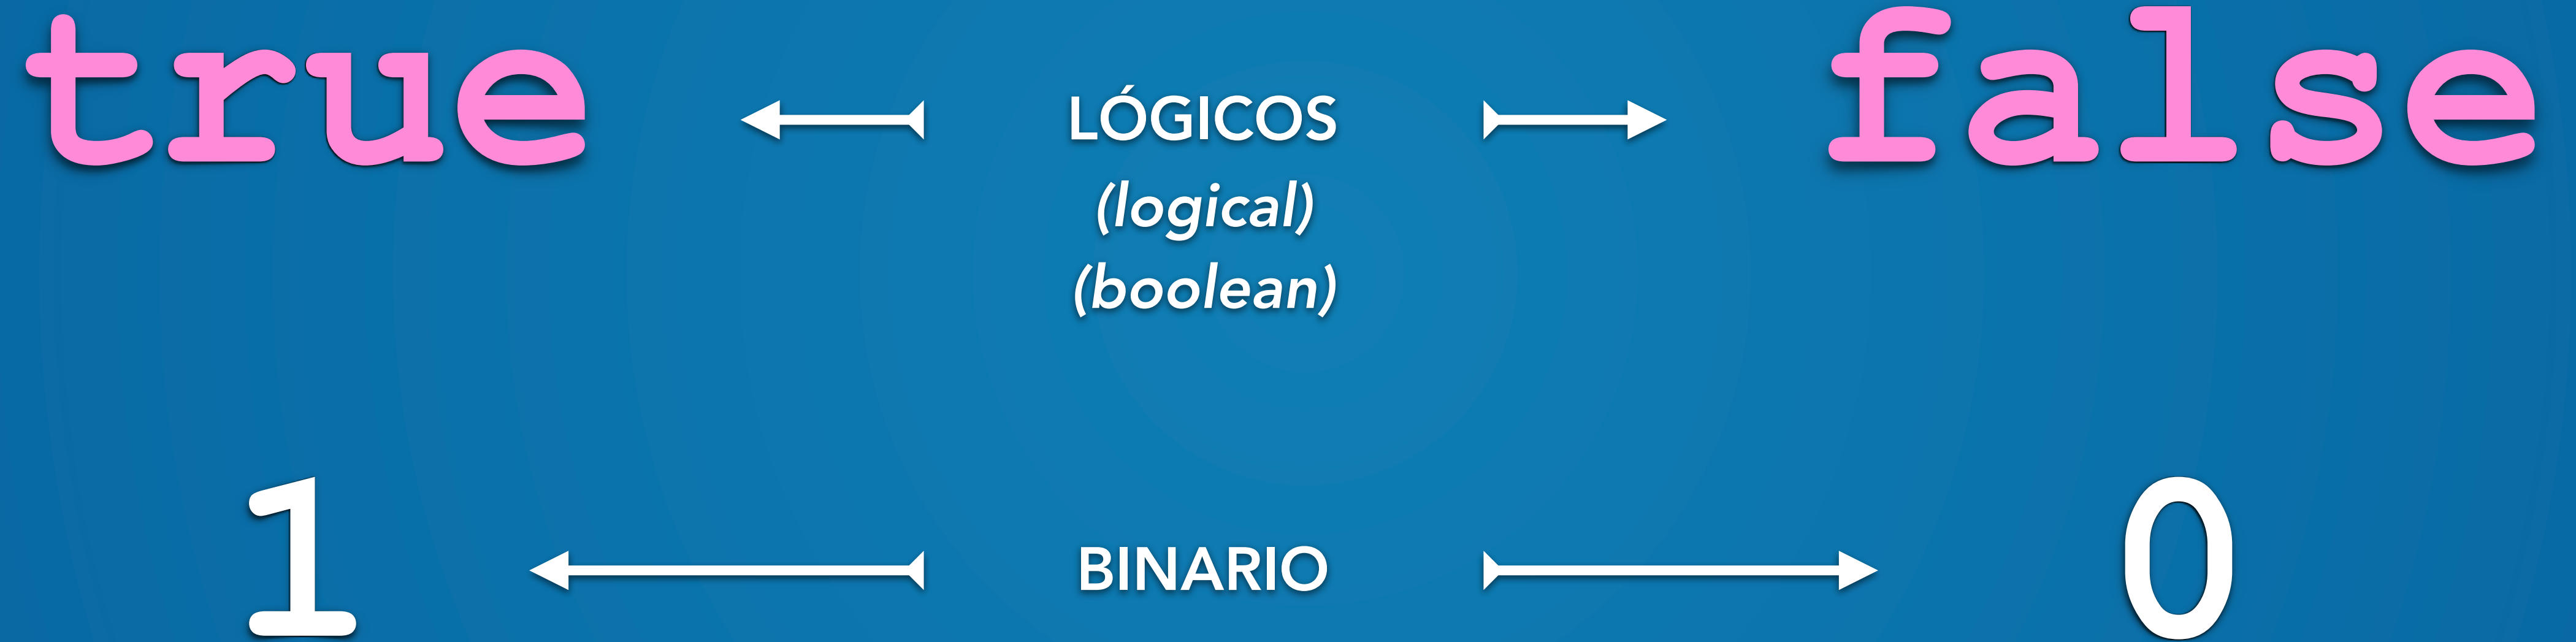 true LÓGICOS false
(logical)
(boolean)
1 BINARIO 0